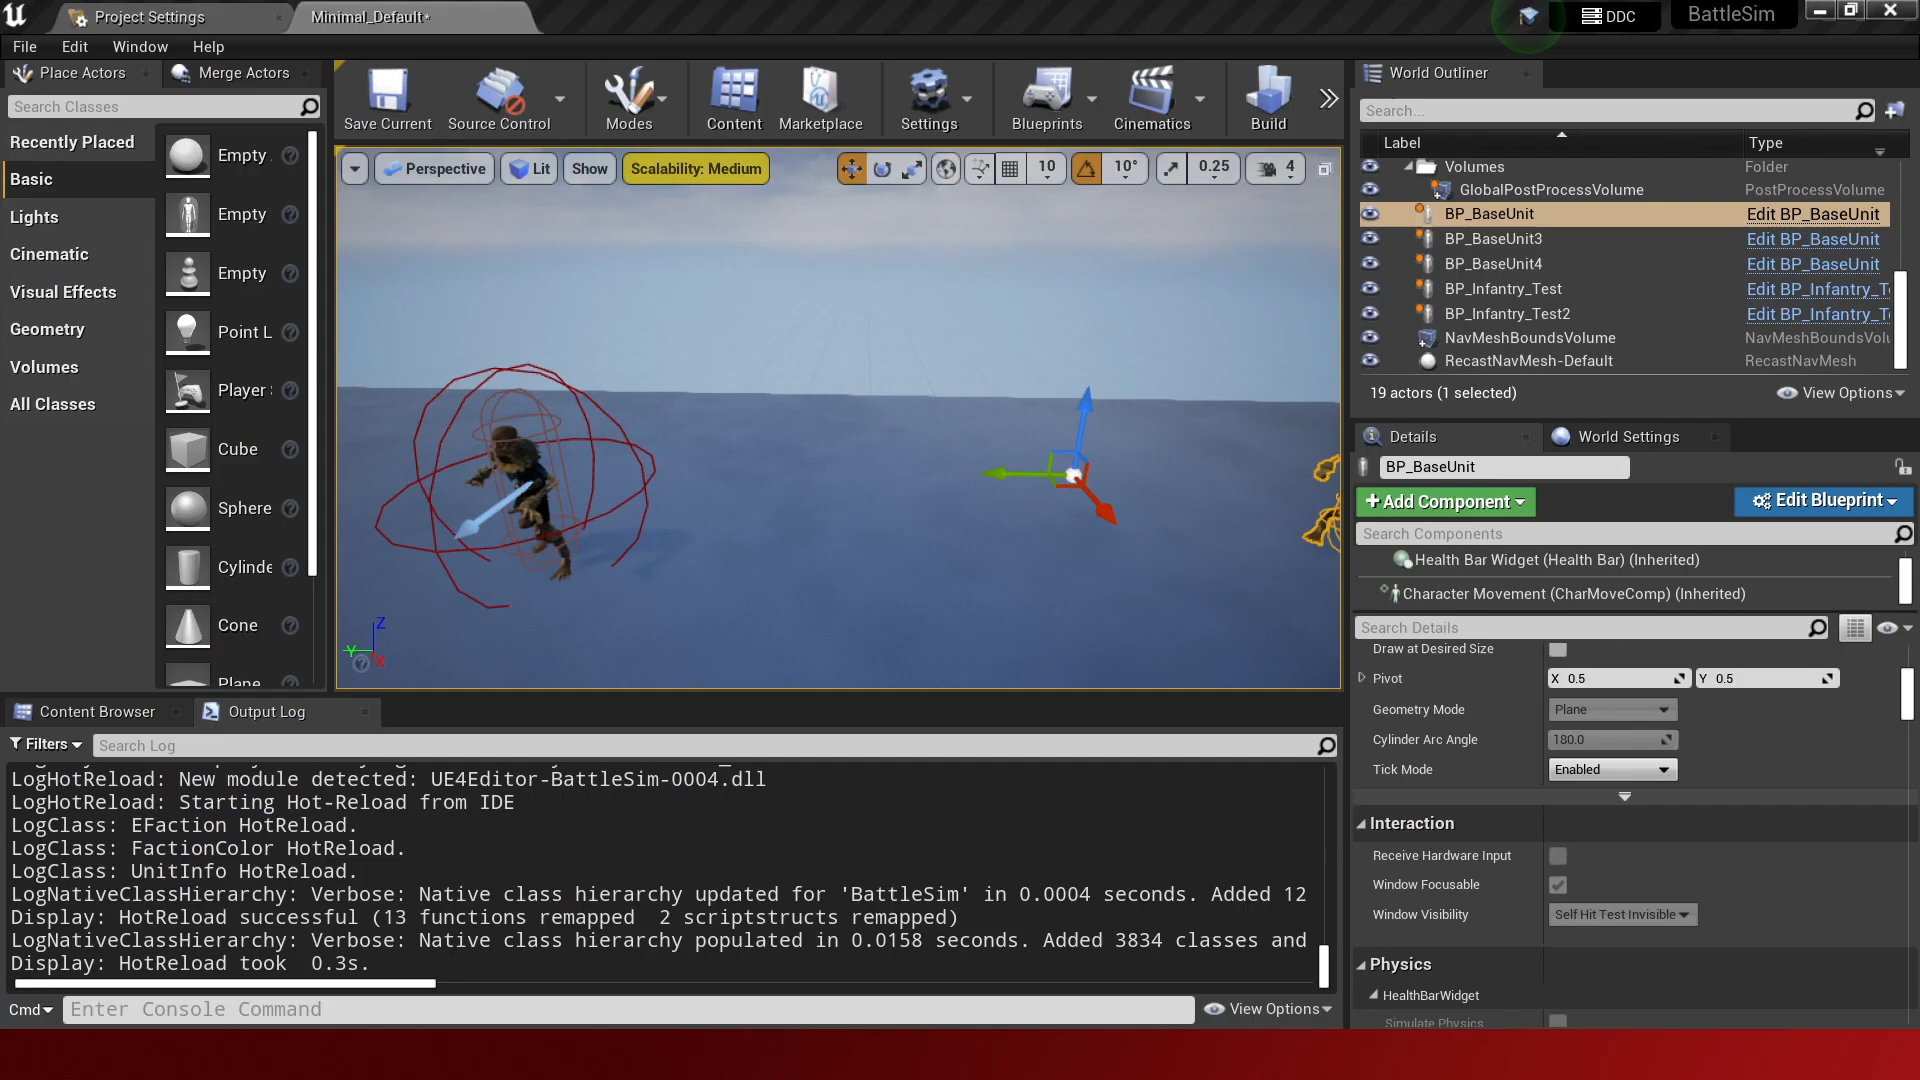 Project Settings
Minimal_Default*
DDC
BattleSim
File Edit Window Help
Place Actors
Merge Actors
Search Classes
Recently Placed
Basic
Lights
Cinematic
Visual Effects
Geometry
Volumes
All Classes
Empty
Empty
Empty
Point L
Player
Cube
Sphere
Cylinde
Cone
Plane
Save Current
Source Control
Modes
Content
Marketplace
Settings
Blueprints
Cinematics
Build
Perspective
Lit
Show
Scalability: Medium
10
10°
0.25
4
Z
Y
X
World Outliner
Search...
Label Type
Volumes Folder
GlobalPostProcessVolume PostProcessVolume
BP_BaseUnit Edit BP_BaseUnit
BP_BaseUnit3 Edit BP_BaseUnit
BP_BaseUnit4 Edit BP_BaseUnit
BP_Infantry_Test Edit BP_Infantry_T
BP_Infantry_Test2 Edit BP_Infantry_T
NavMeshBoundsVolume NavMeshBoundsVolu
RecastNavMesh-Default RecastNavMesh
19 actors (1 selected)
View Options
Details
World Settings
BP_BaseUnit
+Add Component
Edit Blueprint
Search Components
Health Bar Widget (Health Bar) (Inherited)
Character Movement (CharMoveComp) (Inherited)
Search Details
Draw at Desired Size
Pivot X 0.5 Y 0.5
Geometry Mode Plane
Cylinder Arc Angle 180.0
Tick Mode Enabled
Interaction
Receive Hardware Input
Window Focusable
Window Visibility Self Hit Test Invisible
Physics
HealthBarWidget
Simulate Physics
Content Browser
Output Log
Filters
Search Log
LogHotReload: New module detected: UE4Editor-BattleSim-0004.dll
LogHotReload: Starting Hot-Reload from IDE
LogClass: EFaction HotReload.
LogClass: FactionColor HotReload.
LogClass: UnitInfo HotReload.
LogNativeClassHierarchy: Verbose: Native class hierarchy updated for 'BattleSim' in 0.0004 seconds. Added 12
Display: HotReload successful (13 functions remapped  2 scriptstructs remapped)
LogNativeClassHierarchy: Verbose: Native class hierarchy populated in 0.0158 seconds. Added 3834 classes and
Display: HotReload took  0.3s.
Cmd
Enter Console Command
View Options